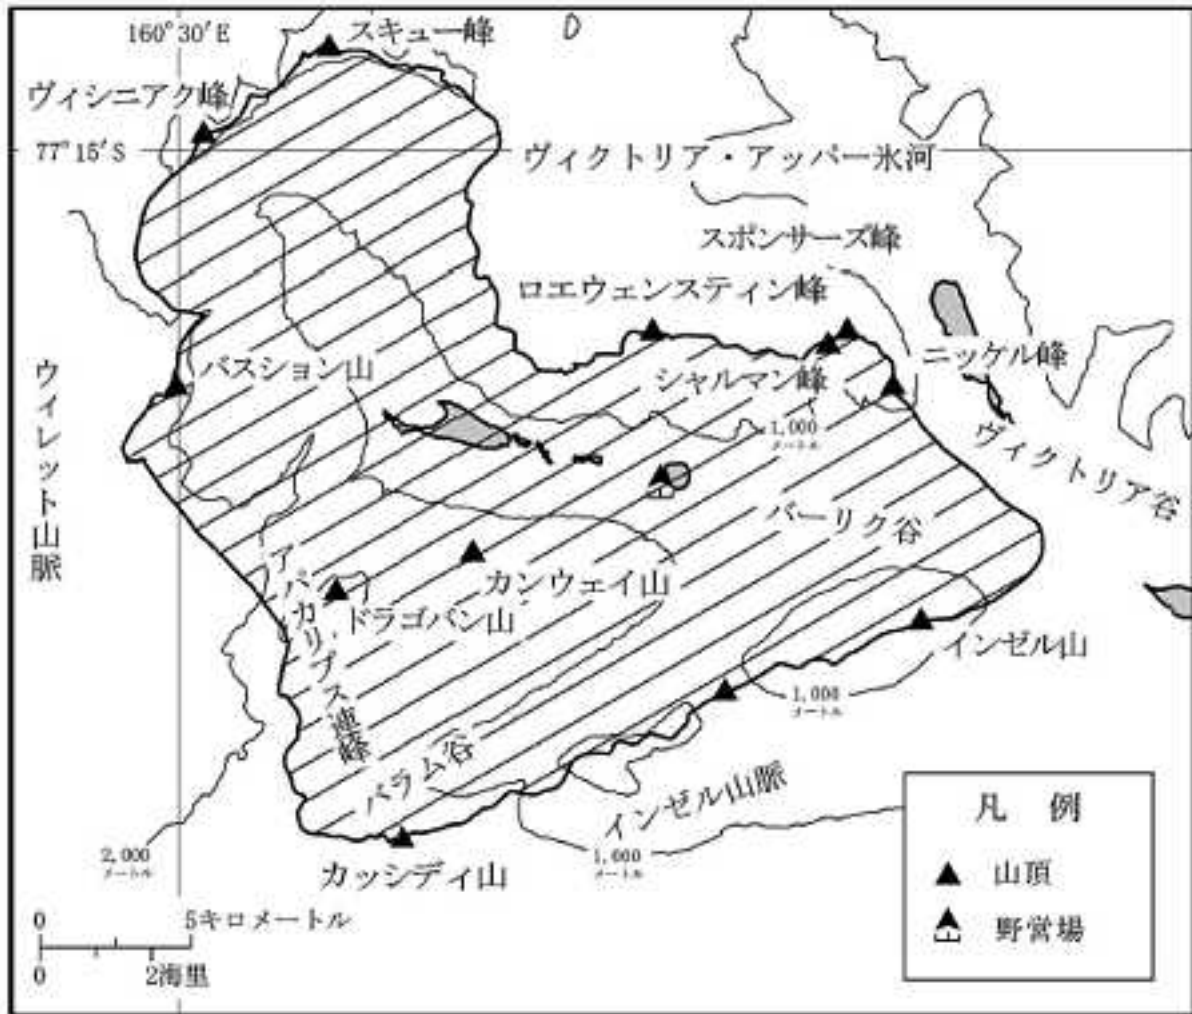 160°30′E
スキュー峰
D
ヴィシニアク峰
77°15′S
ヴィクトリア・アッパー氷河
スポンサーズ峰
ロエウェンスティン峰
ニッケル峰
バスション山
シャルマン峰
ウィレット山脈
1,000
メートル
ヴィクトリア谷
バーリク谷
アパカリプス連峰
カンウェイ山
ドラゴバン山
インゼル山
1,000
メートル
バラム谷
インゼル山脈
凡 例
2,000
メートル
1,000
メートル
カッシディ山
山頂
0 5キロメートル
野営場
0 2海里